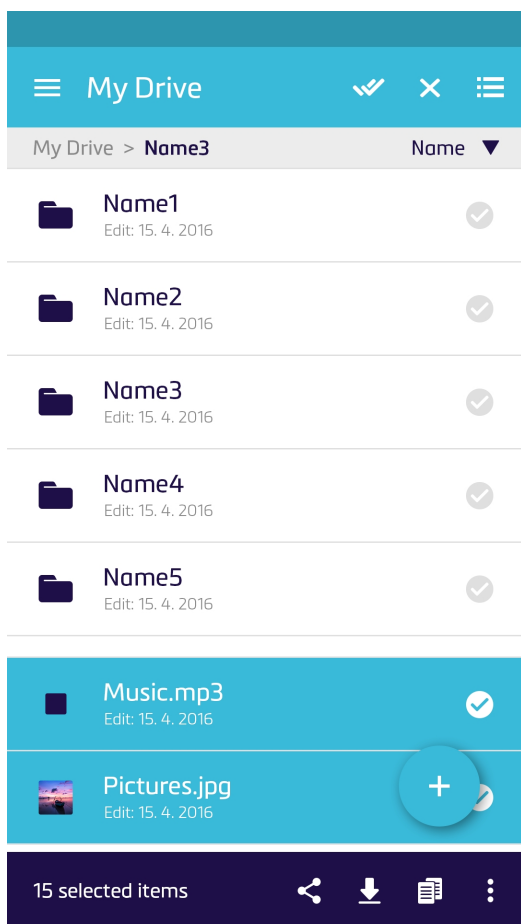 My Drive
My Drive > Name3 Name
Name1
Edit: 15. 4. 2016
Name2
Edit: 15. 4. 2016
Name3
Edit: 15. 4. 2016
Name4
Edit: 15. 4. 2016
Name5
Edit: 15. 4. 2016
Music.mp3
Edit: 15. 4. 2016
Pictures.jpg
Edit: 15. 4. 2016
15 selected items